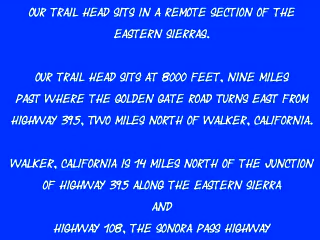 OUR TRAIL HEAD SITS IN A REMOTE SECTION OF THE
EASTERN SIERRAS.
OUR TRAIL HEAD SITS AT 8000 FEET, NINE MILES
PAST WHERE THE GOLDEN GATE ROAD TURNS EAST FROM
HIGHWAY 395, TWO MILES NORTH OF WALKER, CALIFORNIA.
WALKER, CALIFORNIA IS 14 MILES NORTH OF THE JUNCTION
OF HIGHWAY 395 ALONG THE EASTERN SIERRA
AND
HIGHWAY 108, THE SONORA PASS HIGHWAY